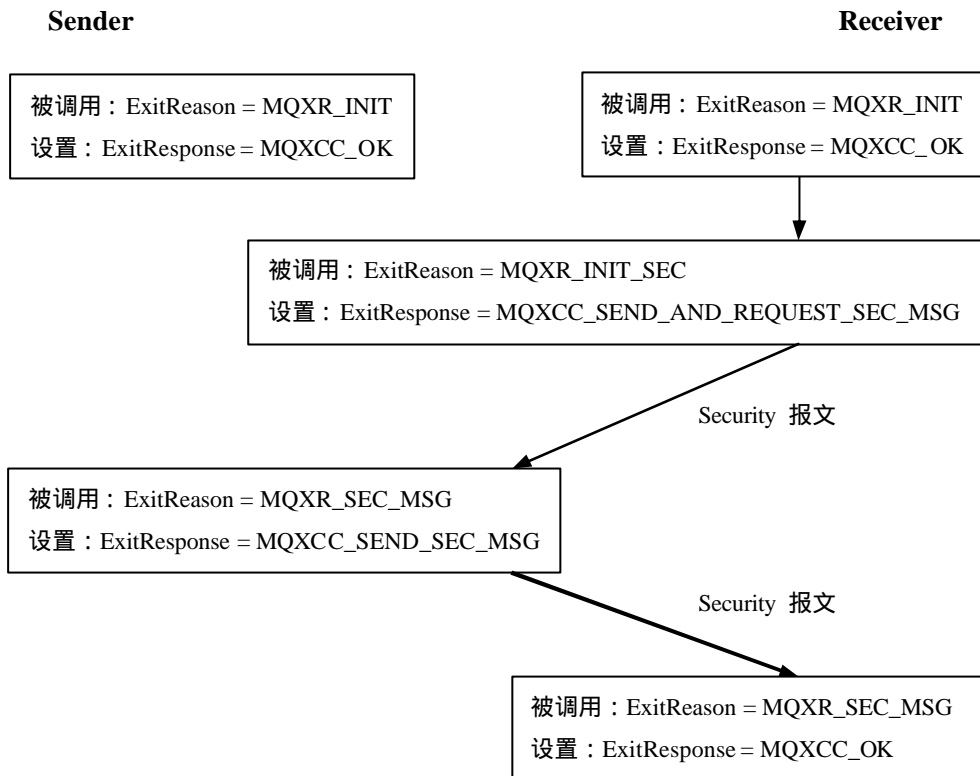 Sender
Receiver
被调用：ExitReason = MQXR_INIT
设置：ExitResponse = MQXCC_OK
被调用：ExitReason = MQXR_INIT
设置：ExitResponse = MQXCC_OK
被调用：ExitReason = MQXR_INIT_SEC
设置：ExitResponse = MQXCC_SEND_AND_REQUEST_SEC_MSG
Security 报文
被调用：ExitReason = MQXR_SEC_MSG
设置：ExitResponse = MQXCC_SEND_SEC_MSG
Security 报文
被调用：ExitReason = MQXR_SEC_MSG
设置：ExitResponse = MQXCC_OK